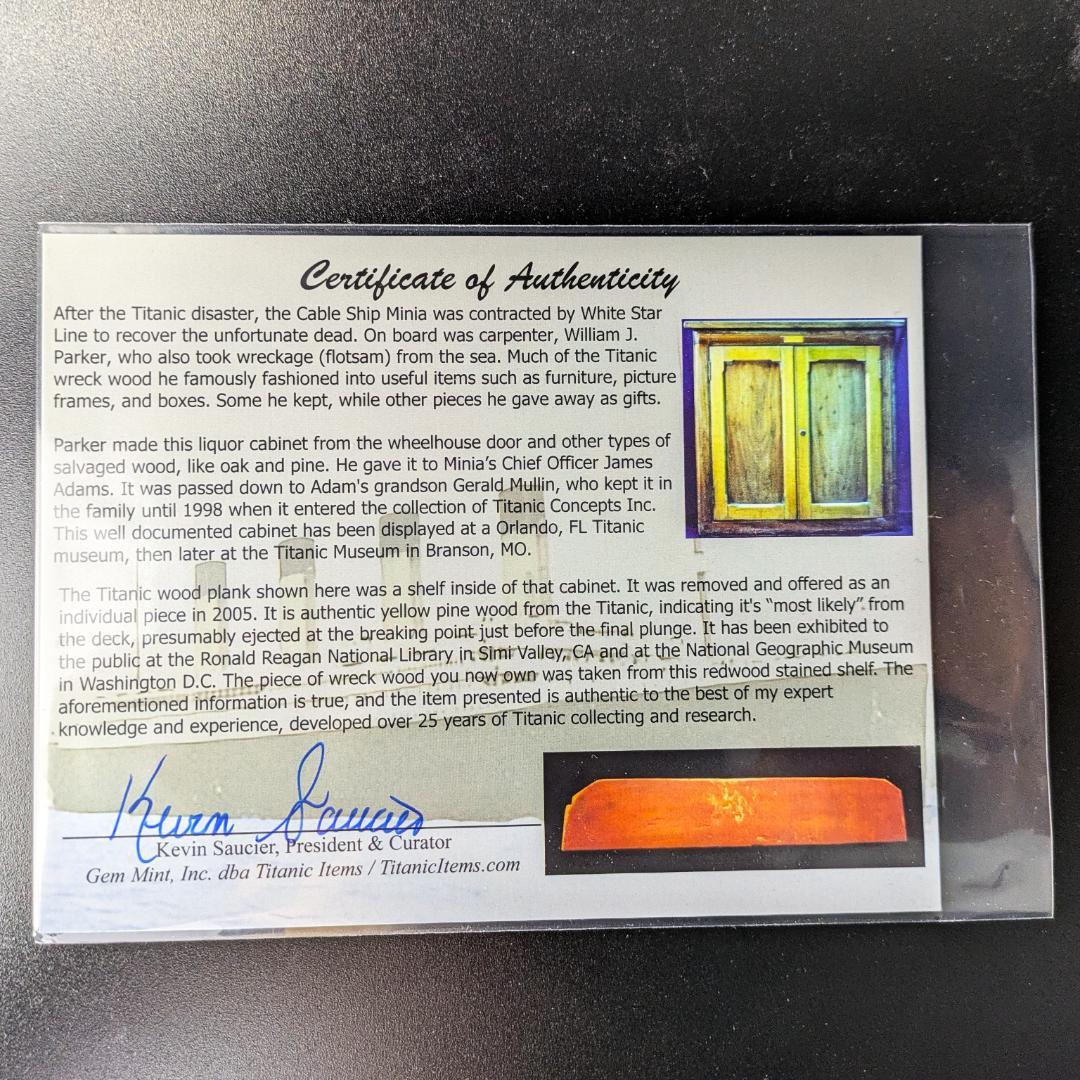 Certificate of Authenticity
After the Titanic disaster, the Cable Ship Minia was contracted by White Star
Line to recover the unfortunate dead. On board was carpenter, William J.
Parker, who also took wreckage (flotsam) from the sea. Much of the Titanic
wreck wood he famously fashioned into useful items such as furniture, picture
frames, and boxes. Some he kept, while other pieces he gave away as gifts.
Parker made this liquor cabinet from the wheelhouse door and other types of
salvaged wood, like oak and pine. He gave it to Minia's Chief Officer James
Adams. It was passed down to Adam's grandson Gerald Mullin, who kept it in
the family until 1998 when it entered the collection of Titanic Concepts Inc.
This well documented cabinet has been displayed at a Orlando, FL Titanic
museum, then later at the Titanic Museum in Branson, MO.
The Titanic wood plank shown here was a shelf inside of that cabinet. It was removed and offered as an
individual piece in 2005. It is authentic yellow pine wood from the Titanic, indicating it's "most likely" from
the deck, presumably ejected at the breaking point just before the final plunge. It has been exhibited to
the public at the Ronald Reagan National Library in Simi Valley, CA and at the National Geographic Museum
in Washington D.C. The piece of wreck wood you now own was taken from this redwood stained shelf. The
aforementioned information is true, and the item presented is authentic to the best of my expert
knowledge and experience, developed over 25 years of Titanic collecting and research.
Kevin Saucier
Kevin Saucier, President & Curator
Gem Mint, Inc. dba Titanic Items / TitanicItems.com